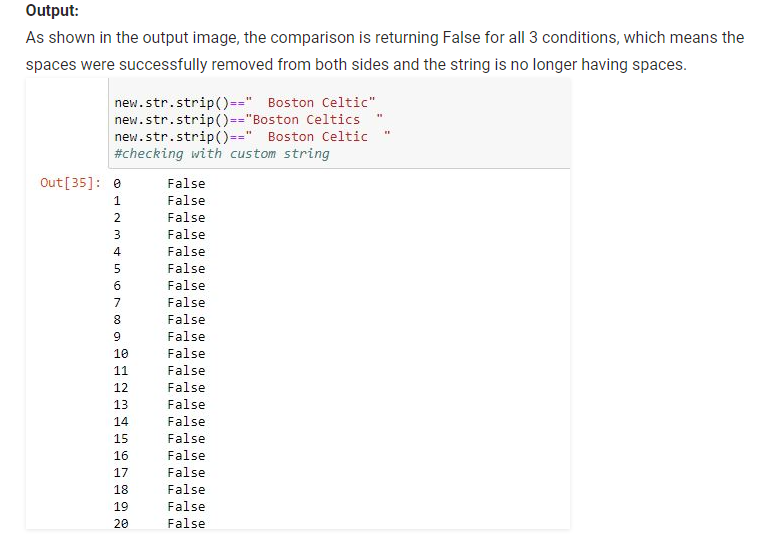 Output:
As shown in the output image, the comparison is returning False for all 3 conditions, which means the
spaces were successfully removed from both sides and the string is no longer having spaces.
new.str.strip()=="  Boston Celtic"
new.str.strip()=="Boston Celtics  "
new.str.strip()=="  Boston Celtic  "
#checking with custom string
Out[35]: 0 False
1 False
2 False
3 False
4 False
5 False
6 False
7 False
8 False
9 False
10 False
11 False
12 False
13 False
14 False
15 False
16 False
17 False
18 False
19 False
20 False